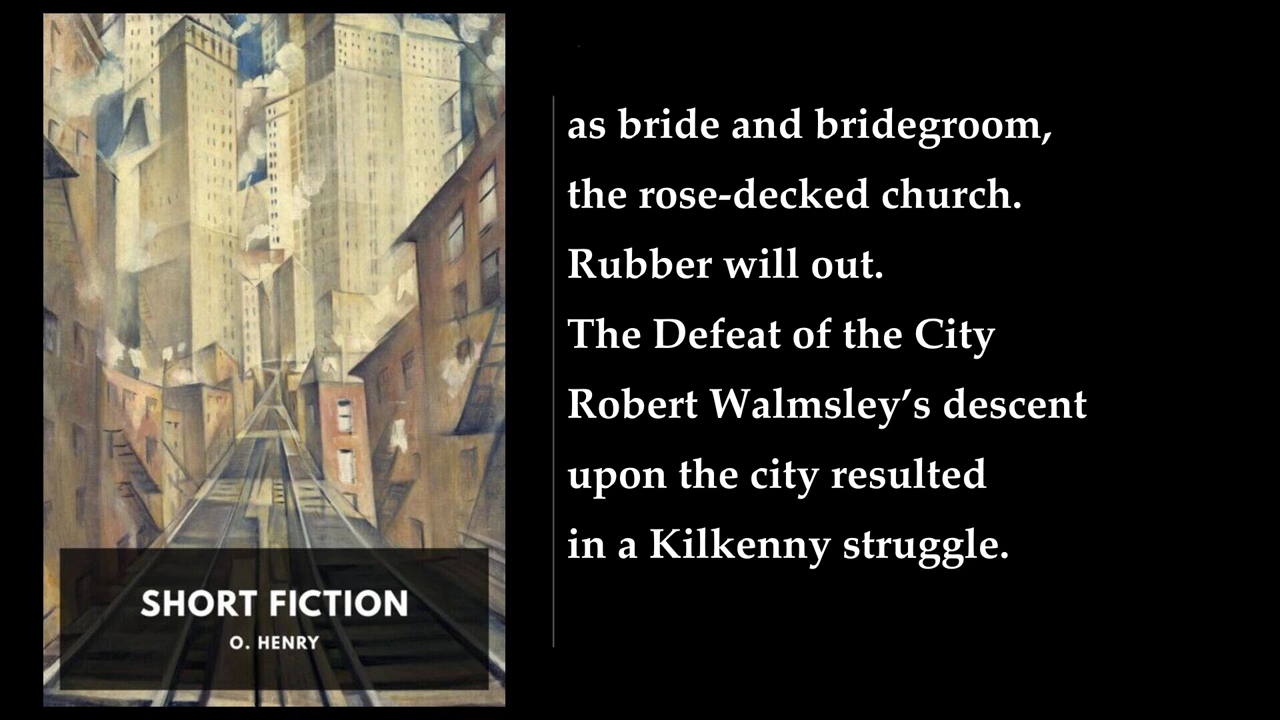 SHORT FICTION
O. HENRY
as bride and bridegroom,
the rose-decked church.
Rubber will out.
The Defeat of the City
Robert Walmsley’s descent
upon the city resulted
in a Kilkenny struggle.